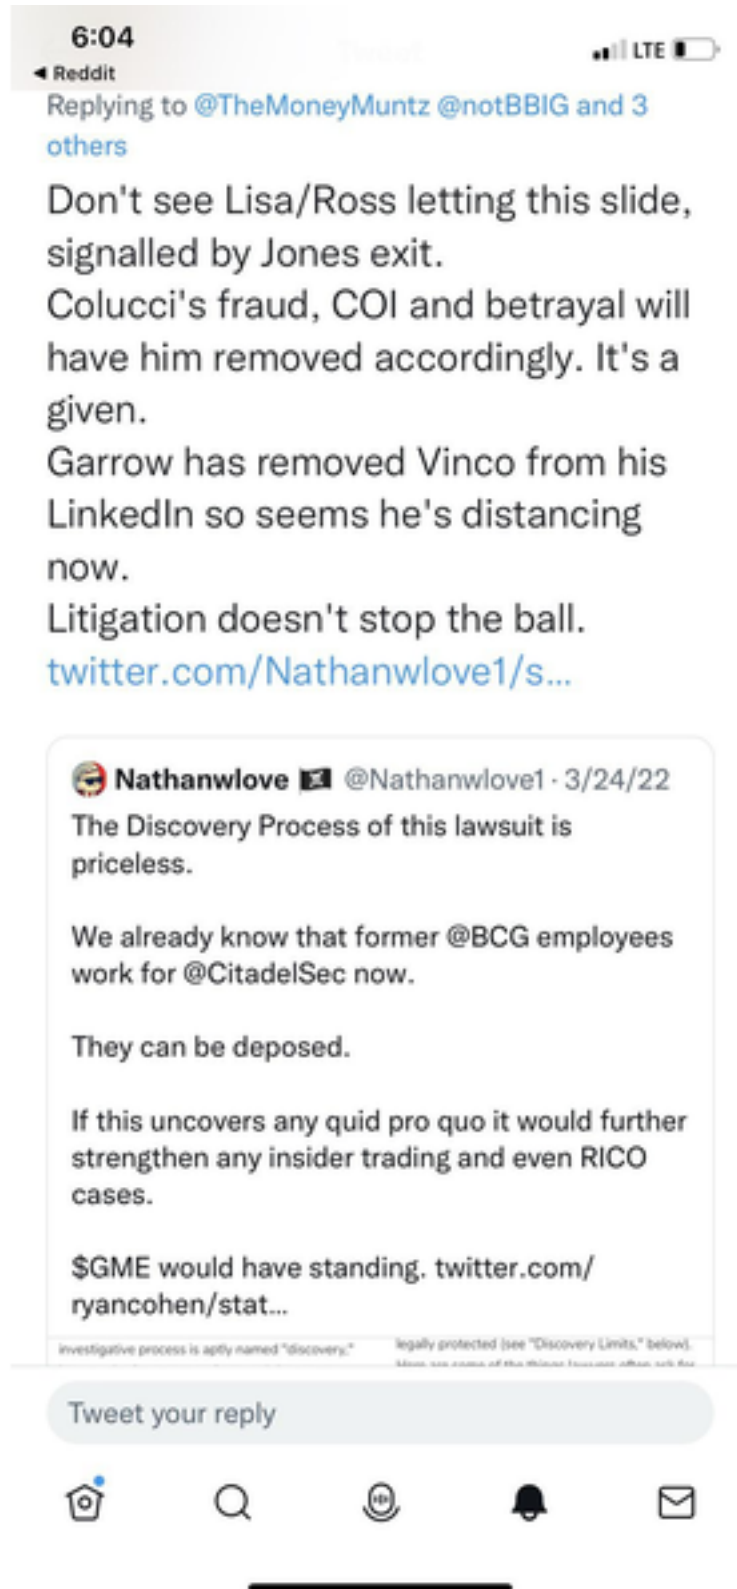 6:04
LTE
◄ Reddit
Replying to @TheMoneyMuntz @notBBIG and 3
others
Don't see Lisa/Ross letting this slide,
signalled by Jones exit.
Colucci's fraud, COI and betrayal will
have him removed accordingly. It's a
given.
Garrow has removed Vinco from his
LinkedIn so seems he's distancing
now.
Litigation doesn't stop the ball.
twitter.com/Nathanwlove1/s...
Nathanwlove @Nathanwlove1 · 3/24/22
The Discovery Process of this lawsuit is
priceless.
We already know that former @BCG employees
work for @CitadelSec now.
They can be deposed.
If this uncovers any quid pro quo it would further
strengthen any insider trading and even RICO
cases.
$GME would have standing. twitter.com/
ryancohen/stat...
investigative process is aptly named "discovery."
legally protected (see "Discovery Limits," below).
Tweet your reply